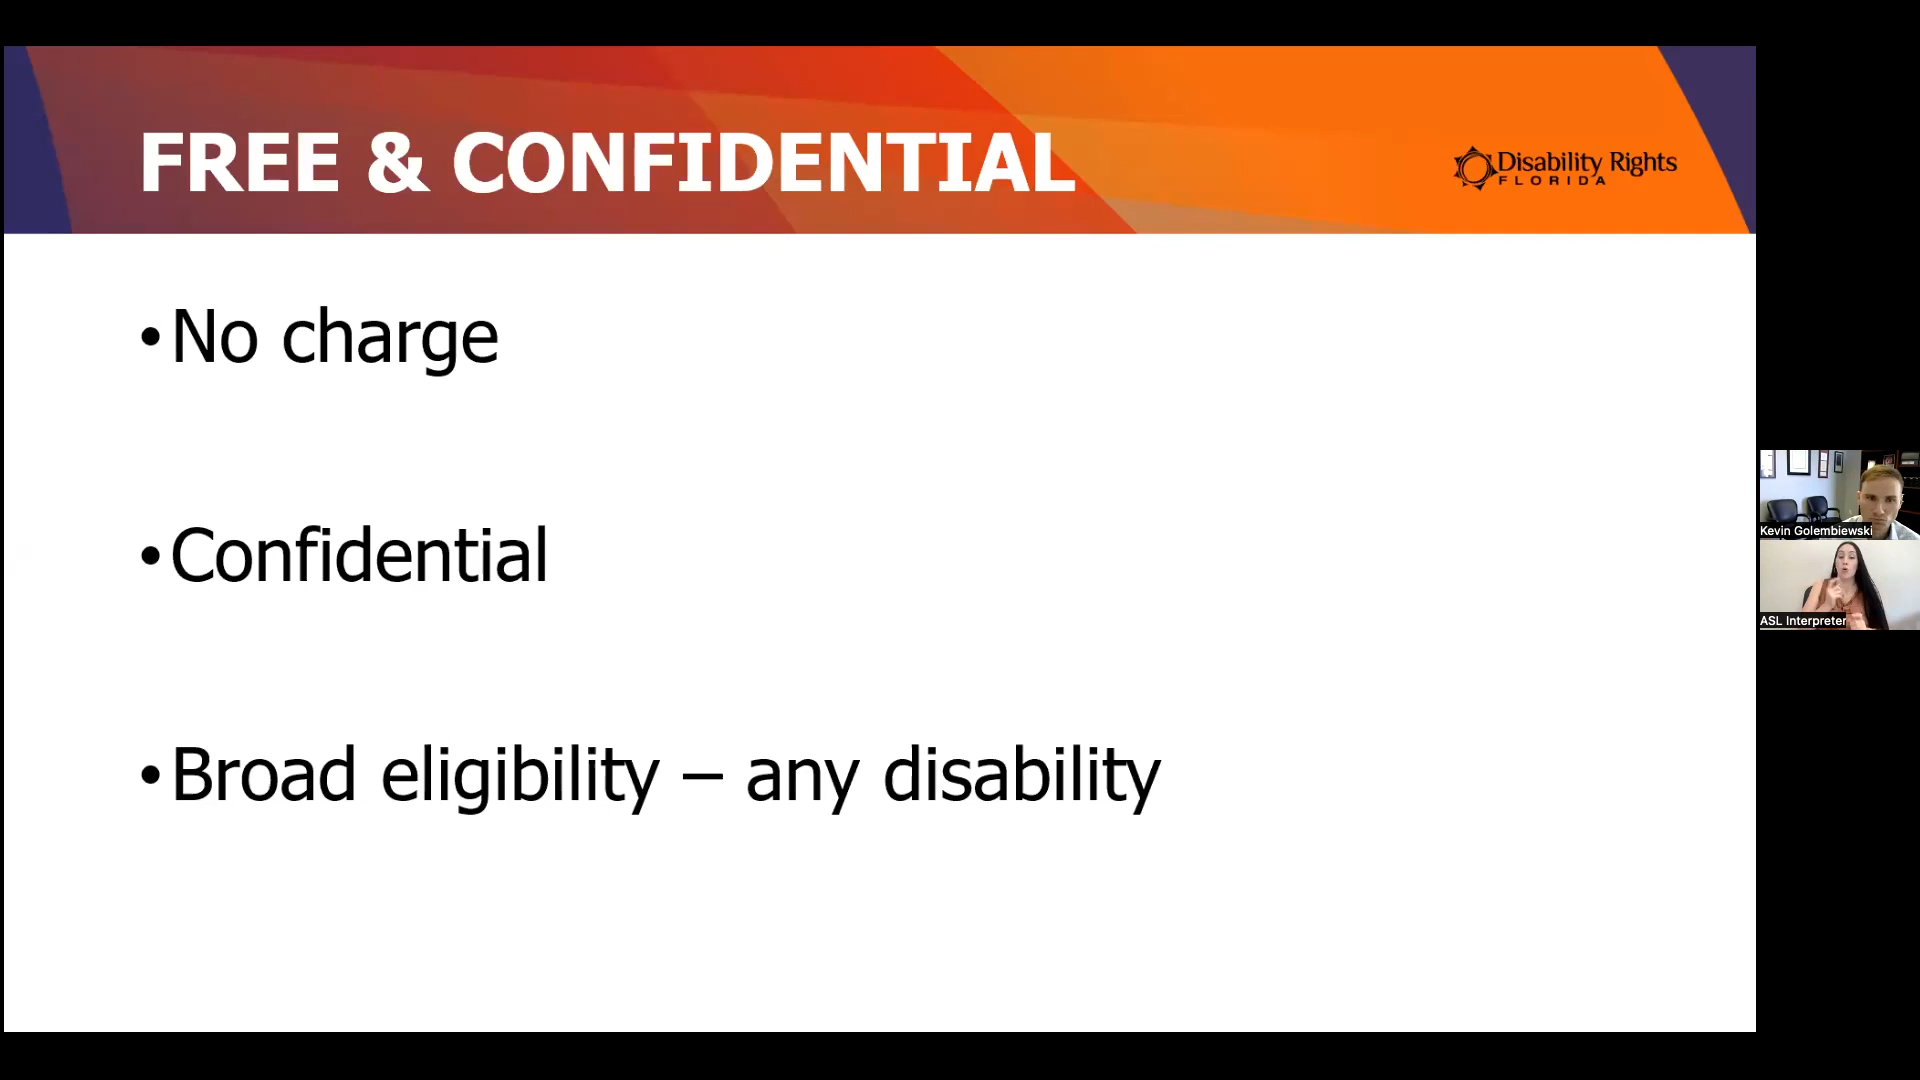 FREE & CONFIDENTIAL
Disability Rights
FLORIDA
•No charge
•Confidential
•Broad eligibility – any disability
Kevin Golembiewski
ASL Interpreter